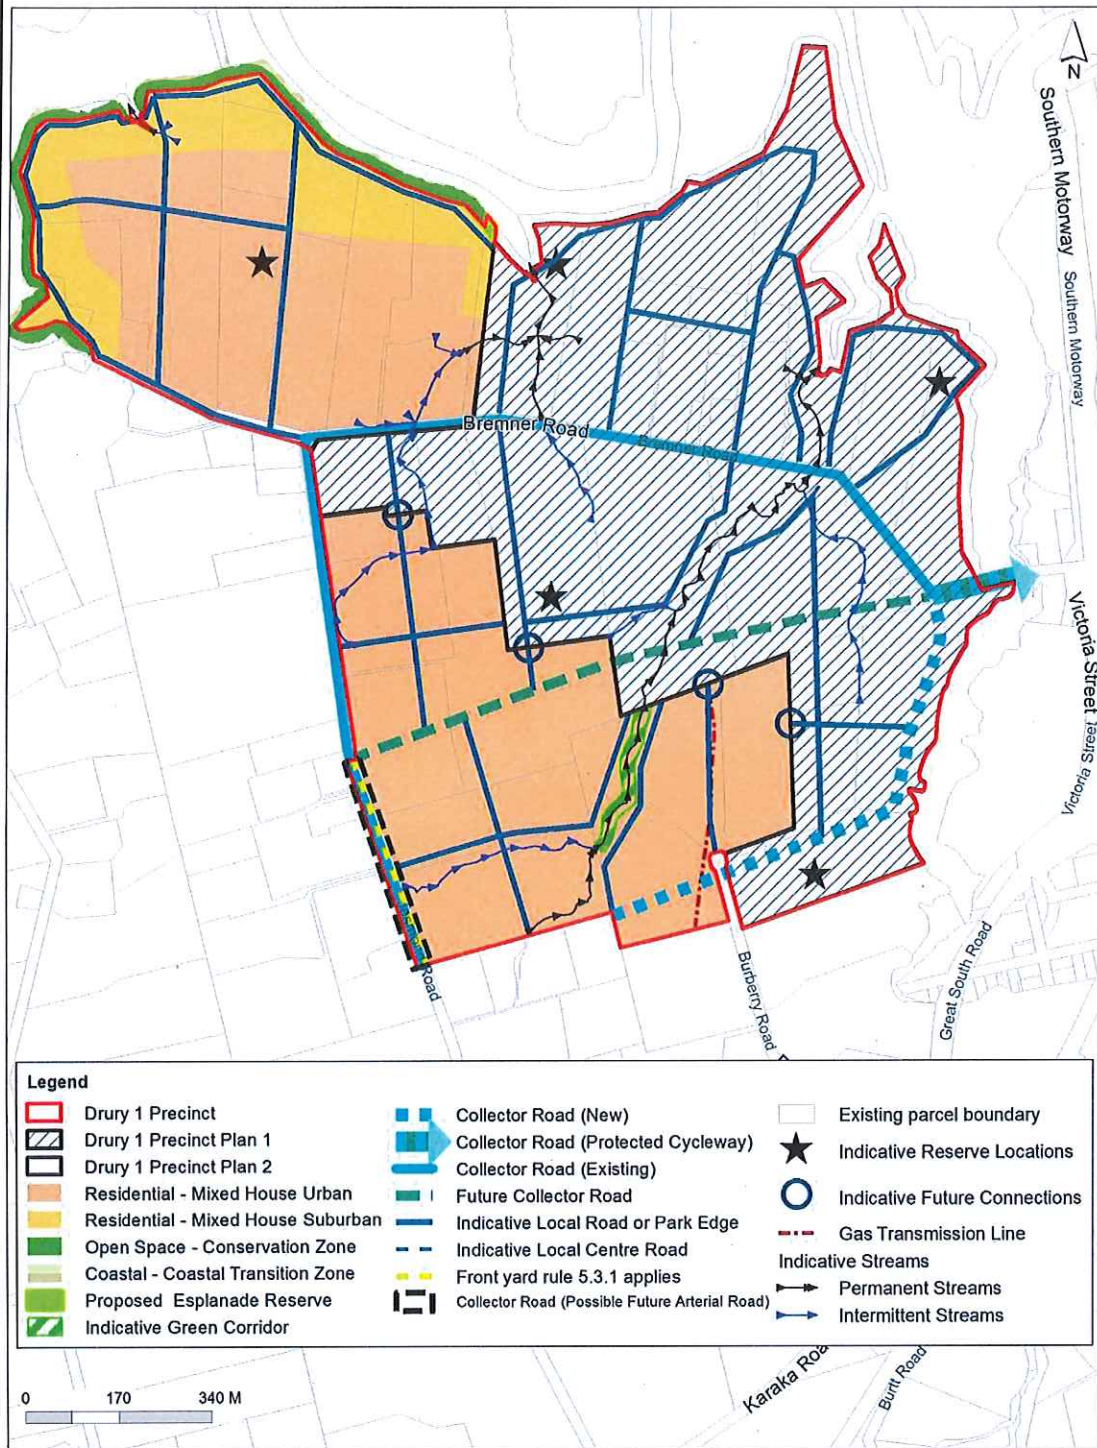 N
Southern Motorway
Southern Motorway
Bremner Road
Bremner Road
Victoria Street
Victoria Street
Road
Burberry Road
Great South Road
Legend
Drury 1 Precinct
Drury 1 Precinct Plan 1
Drury 1 Precinct Plan 2
Residential - Mixed House Urban
Residential - Mixed House Suburban
Open Space - Conservation Zone
Coastal - Coastal Transition Zone
Proposed Esplanade Reserve
Indicative Green Corridor
Collector Road (New)
Collector Road (Protected Cycleway)
Collector Road (Existing)
Future Collector Road
Indicative Local Road or Park Edge
Indicative Local Centre Road
Front yard rule 5.3.1 applies
Collector Road (Possible Future Arterial Road)
Existing parcel boundary
Indicative Reserve Locations
Indicative Future Connections
Gas Transmission Line
Indicative Streams
Permanent Streams
Intermittent Streams
Karaka Roa
Burtt Road
0 170 340 M